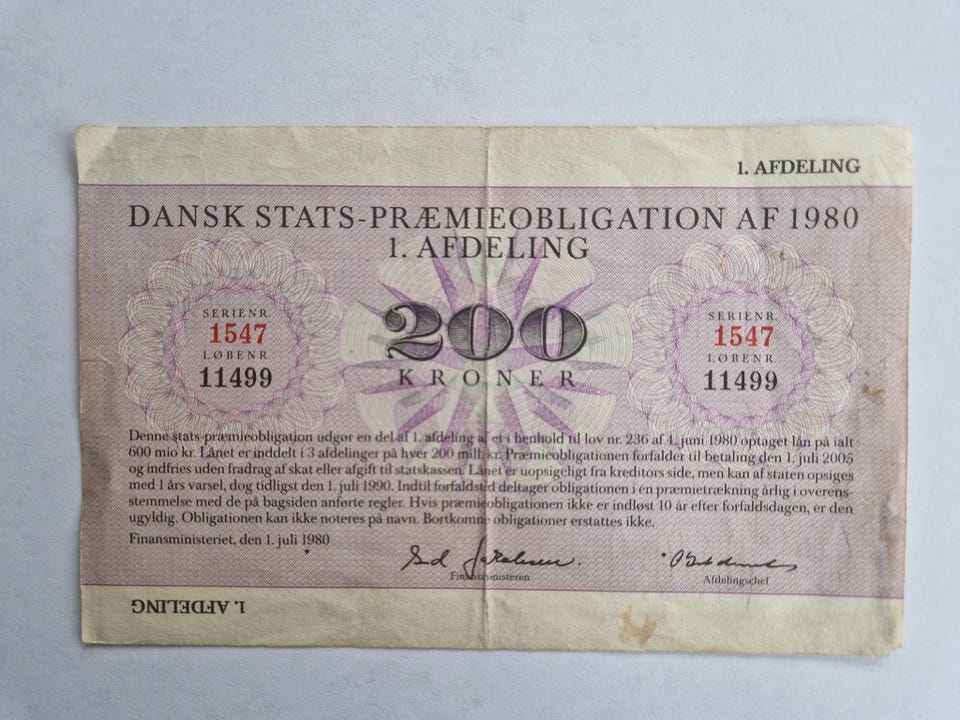 1. AFDELING
DANSK STATS-PRÆMIEOBLIGATION AF 1980
1. AFDELING
SERIENR.
1547
LØBENR.
11499
200
KRONER
SERIENR.
1547
LØBENR.
11499
Denne stats-præmieobligation udgør en del af 1. afdeling af et i henhold til lov nr. 236 af 4. juni 1980 optaget lån på ialt
600 mio kr. Lånet er inddelt i 3 afdelinger på hver 200 mill. kr. Præmieobligationen forfalder til betaling den 1. juli 2005
og indfries uden fradrag af skat eller afgift til statskassen. Lånet er uopsigeligt fra kreditors side, men kan af staten opsiges
med 1 års varsel, dog tidligst den 1. juli 1990. Indtil forfaldstid deltager obligationen i én præmietrækning årlig i overens-
stemmelse med de på bagsiden anførte regler. Hvis præmieobligationen ikke er indløst 10 år efter forfaldsdagen, er den
ugyldig. Obligationen kan ikke noteres på navn. Bortkomne obligationer erstattes ikke.
Finansministeriet, den 1. juli 1980
Finansministeren
Afdelingschef
1. AFDELING